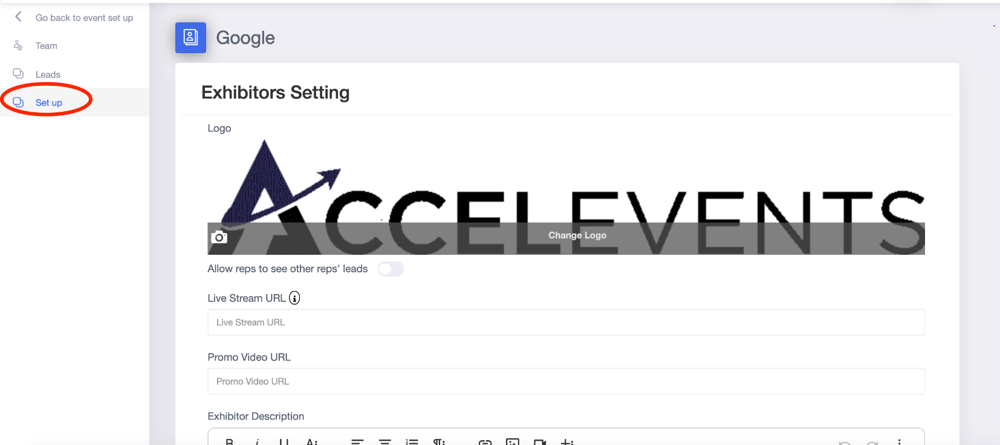 Go back to event set up
Team
Leads
Set up
Google
Exhibitors Setting
Logo
ACCELEVENTS
Change Logo
Allow reps to see other reps' leads
Live Stream URL
Live Stream URL
Promo Video URL
Promo Video URL
Exhibitor Description